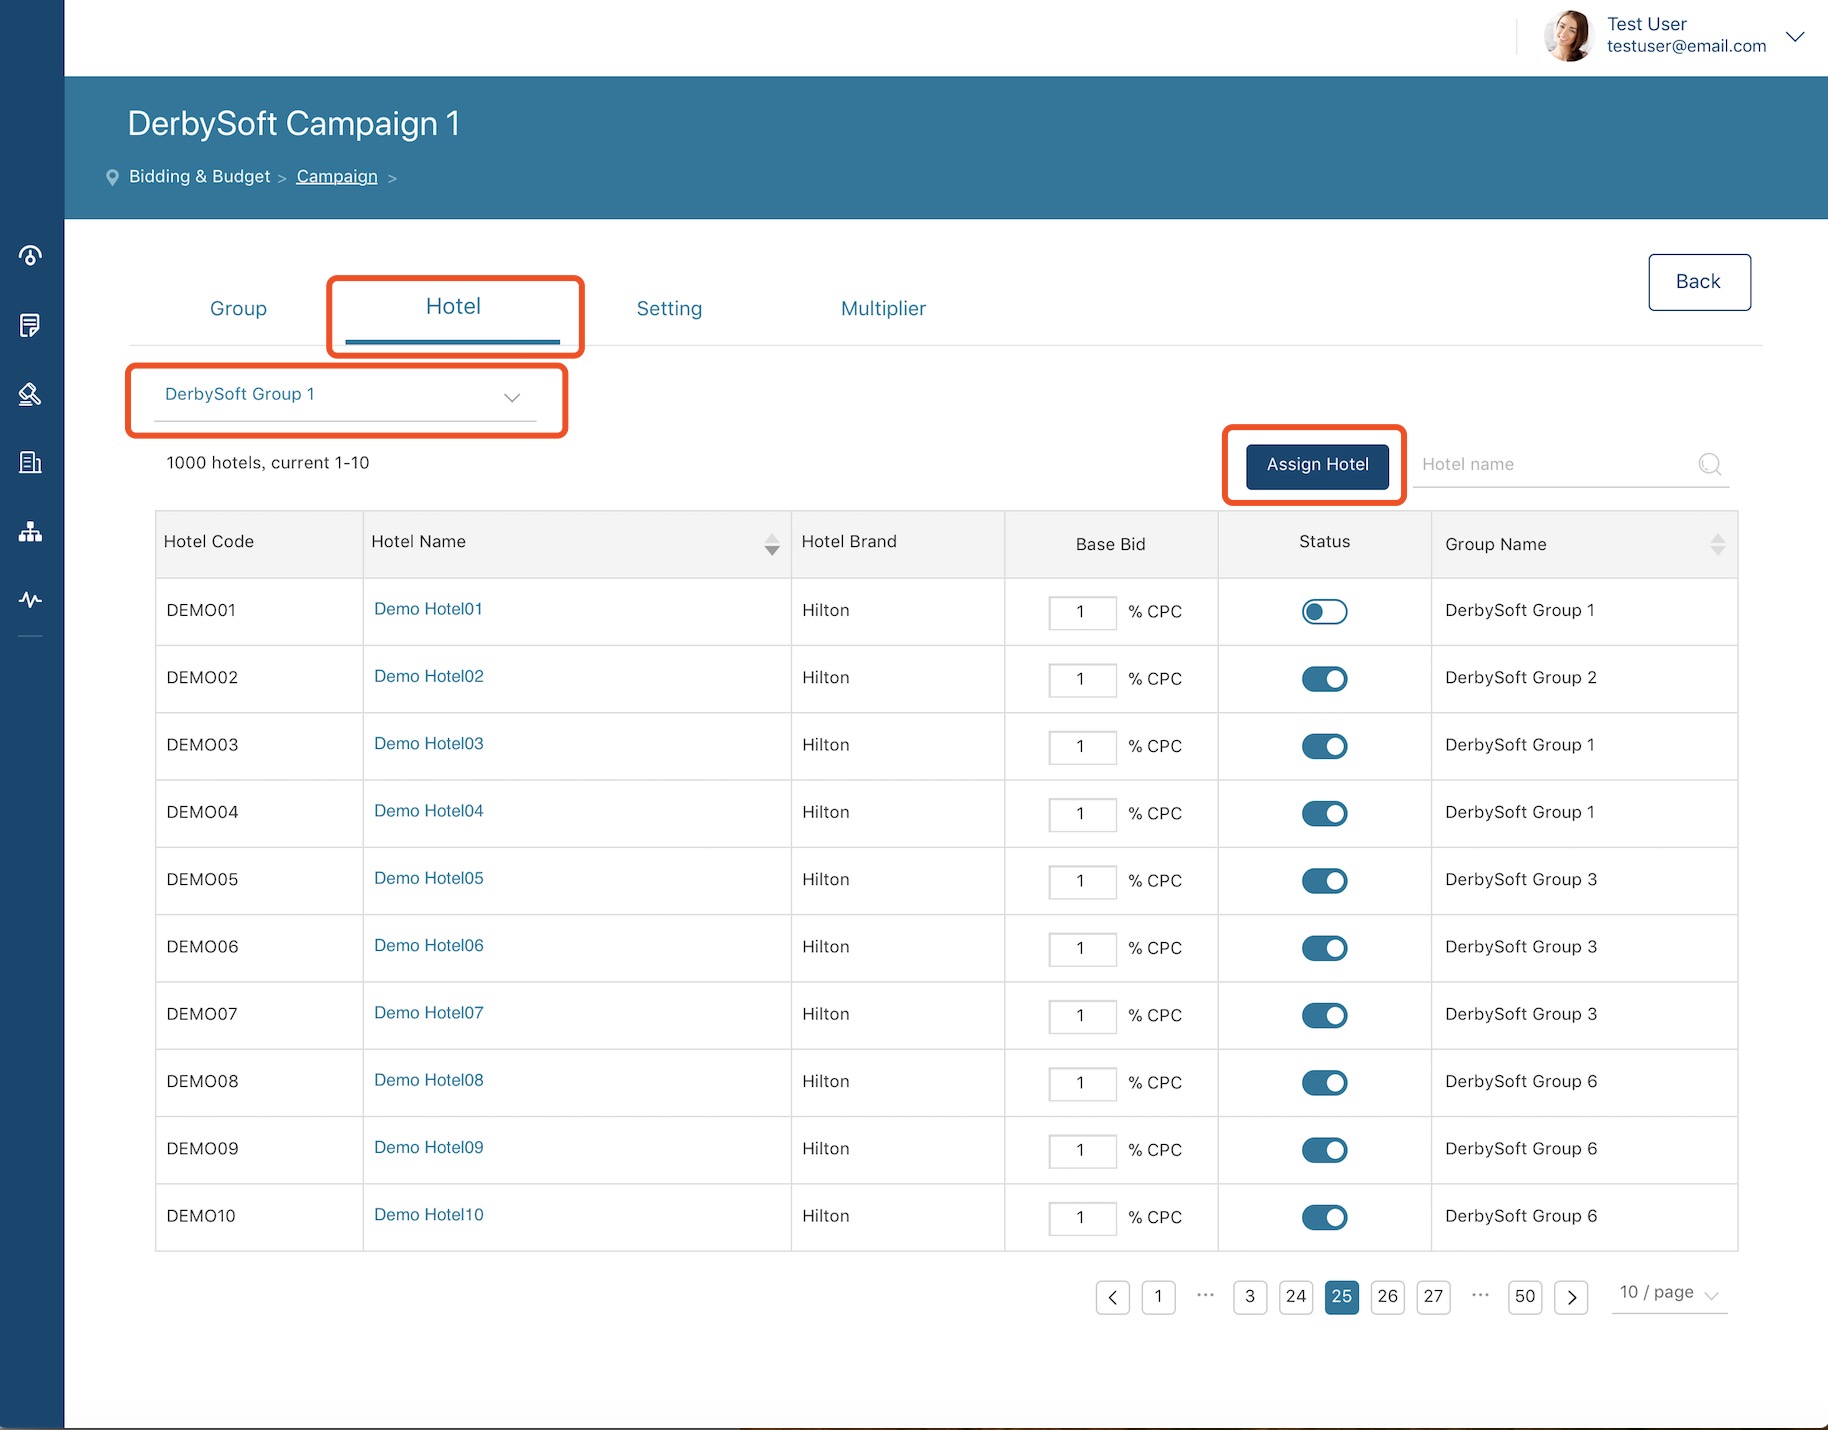 Test User
testuser@email.com
DerbySoft Campaign 1
Bidding & Budget > Campaign >
Group Hotel Setting Multiplier Back
DerbySoft Group 1
1000 hotels, current 1-10
Assign Hotel Hotel name
Hotel Code Hotel Name Hotel Brand Base Bid Status Group Name
DEMO01 Demo Hotel01 Hilton 1 % CPC DerbySoft Group 1
DEMO02 Demo Hotel02 Hilton 1 % CPC DerbySoft Group 2
DEMO03 Demo Hotel03 Hilton 1 % CPC DerbySoft Group 1
DEMO04 Demo Hotel04 Hilton 1 % CPC DerbySoft Group 1
DEMO05 Demo Hotel05 Hilton 1 % CPC DerbySoft Group 3
DEMO06 Demo Hotel06 Hilton 1 % CPC DerbySoft Group 3
DEMO07 Demo Hotel07 Hilton 1 % CPC DerbySoft Group 3
DEMO08 Demo Hotel08 Hilton 1 % CPC DerbySoft Group 6
DEMO09 Demo Hotel09 Hilton 1 % CPC DerbySoft Group 6
DEMO10 Demo Hotel10 Hilton 1 % CPC DerbySoft Group 6
< 1 ··· 3 24 25 26 27 ··· 50 > 10 / page